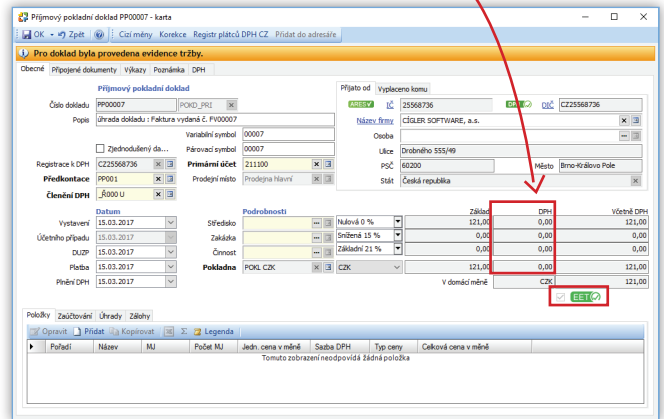 Příjmový pokladní doklad PP00007 - karta
OK Zpět Cizí měny Korekce Registr plátců DPH CZ Přidat do adresáře
Pro doklad byla provedena evidence tržby.
Obecné Připojené dokumenty Výkazy Poznámka DPH
Příjmový pokladní doklad
Přijato od Vyplaceno komu
Číslo dokladu PP00007 POKD_PRI
ARES IČ 25568736 DIČ CZ25568736
Popis úhrada dokladu : Faktura vydaná č. FV00007
Název firmy CÍGLER SOFTWARE, a.s.
Variabilní symbol 00007
Osoba
Zjednodušený da... Párovací symbol 00007
Ulice Drobného 555/49
Registrace k DPH CZ25568736 Primární účet 211100
PSČ 60200 Město Brno-Královo Pole
Předkontace PP001 Prodejní místo Prodejna hlavní
Stát Česká republika
Členění DPH _Ř000 U
Datum Podrobnosti Základ DPH Včetně DPH
Vystavení 15.03.2017 Středisko Nulová 0 % 121,00 0,00 121,00
Účetního případu 15.03.2017 Zakázka Snížená 15 % 0,00 0,00 0,00
DUZP 15.03.2017 Činnost Základní 21 % 0,00 0,00 0,00
Platba 15.03.2017 Pokladna POKL CZK CZK 121,00 0,00 121,00
Plnění DPH 15.03.2017 V domácí měně CZK 121,00
EET
Položky Zaúčtování Úhrady Zálohy
Opravit Přidat Kopírovat Σ Legenda
Pořadí Název MJ Počet MJ Jedn. cena v měně Sazba DPH Typ ceny Celková cena v měně
Tomuto zobrazení neodpovídá žádná položka